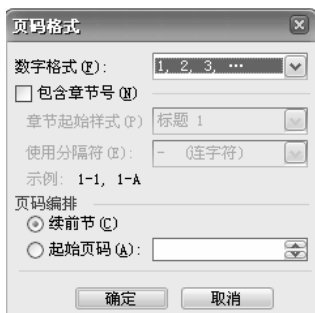 页码格式
数字格式(F): 1, 2, 3, …
包含章节号(N)
章节起始样式(P) 标题 1
使用分隔符(E): - (连字符)
示例: 1-1, 1-A
页码编排
续前节(C)
起始页码(A):
确定 取消